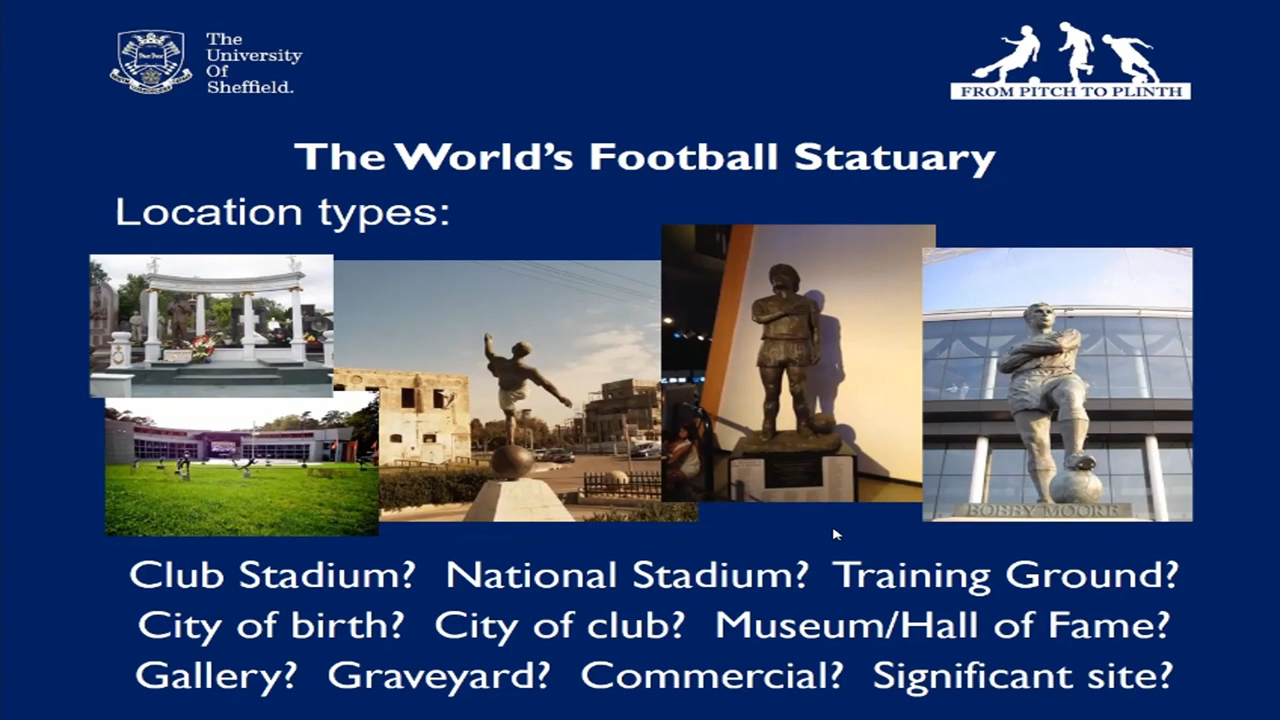 The
University
Of
Sheffield.
FROM PITCH TO PLINTH
The World's Football Statuary
Location types:
BOBBY MOORE
Club Stadium? National Stadium? Training Ground?
City of birth? City of club? Museum/Hall of Fame?
Gallery? Graveyard? Commercial? Significant site?